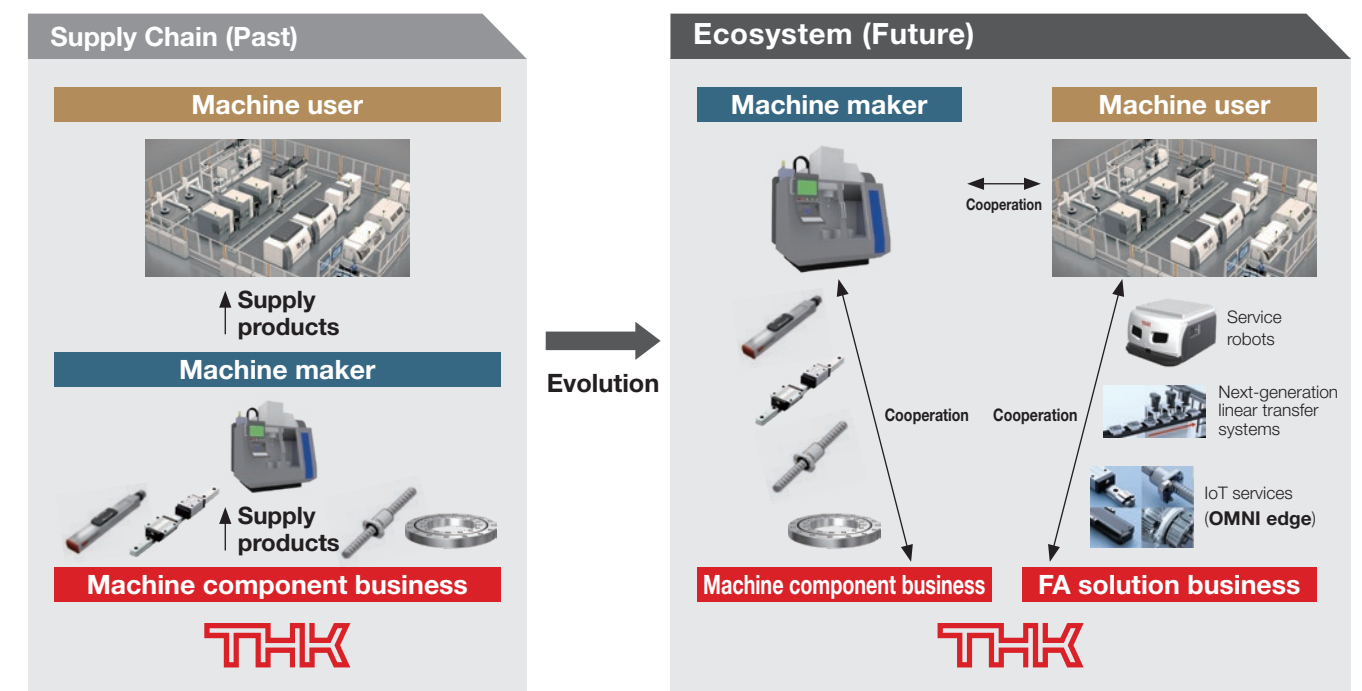 Supply Chain (Past)
Machine user
Supply
products
Machine maker
Supply
products
Machine component business
THK
Evolution
Ecosystem (Future)
Machine maker
Machine user
Cooperation
THK
Service
robots
Next-generation
linear transfer
systems
Cooperation
Cooperation
IoT services
(OMNI edge)
Machine component business
FA solution business
THK